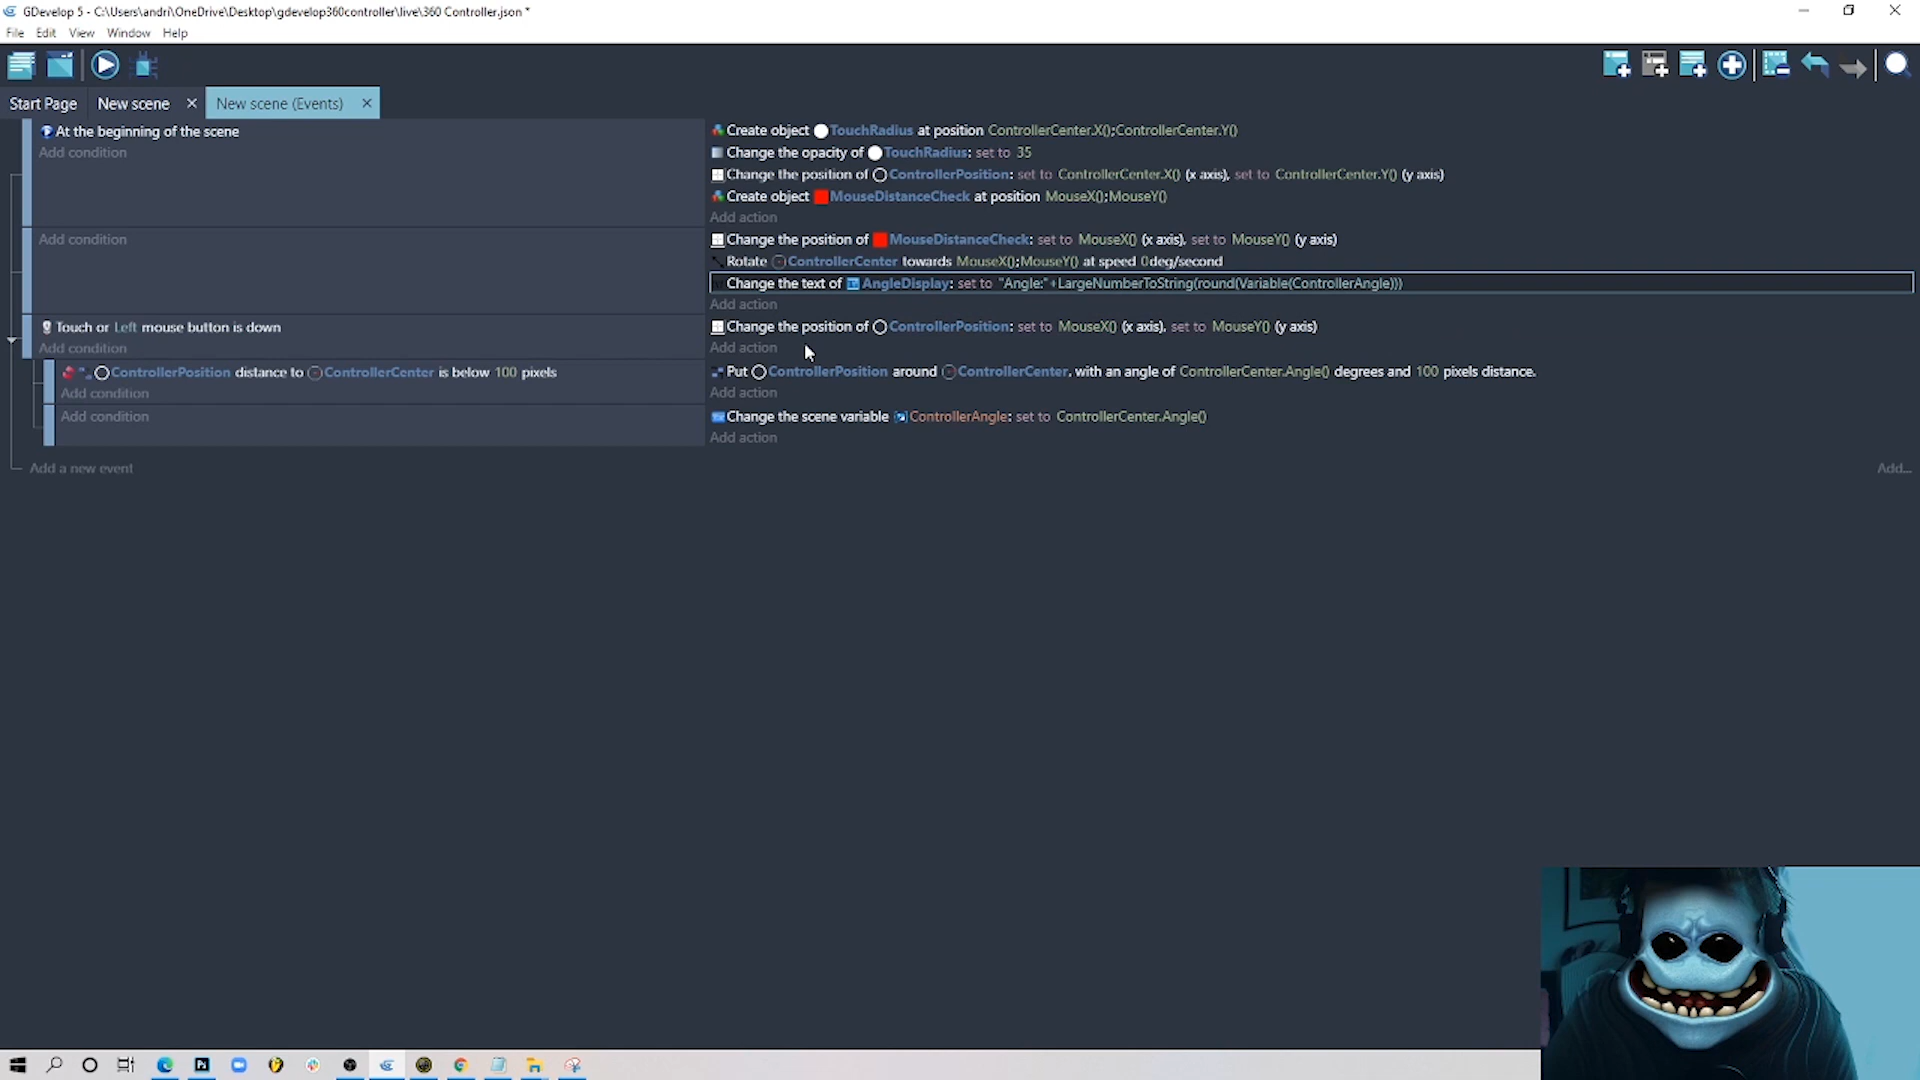 GDevelop 5 - C:\Users\andri\OneDrive\Desktop\gdevelop360controller\live\360 Controller.json *
File Edit View Window Help
Start Page New scene × New scene (Events) ×
At the beginning of the scene
Add condition
Create object TouchRadius at position ControllerCenter.X();ControllerCenter.Y()
Change the opacity of TouchRadius: set to 35
Change the position of ControllerPosition: set to ControllerCenter.X() (x axis), set to ControllerCenter.Y() (y axis)
Create object MouseDistanceCheck at position MouseX();MouseY()
Add action
Add condition
Change the position of MouseDistanceCheck: set to MouseX() (x axis), set to MouseY() (y axis)
Rotate ControllerCenter towards MouseX();MouseY() at speed 0deg/second
Change the text of AngleDisplay: set to "Angle:"+LargeNumberToString(round(Variable(ControllerAngle)))
Add action
Touch or Left mouse button is down
Add condition
Change the position of ControllerPosition: set to MouseX() (x axis), set to MouseY() (y axis)
Add action
ControllerPosition distance to ControllerCenter is below 100 pixels
Add condition
Put ControllerPosition around ControllerCenter, with an angle of ControllerCenter.Angle() degrees and 100 pixels distance.
Add action
Add condition
Change the scene variable ControllerAngle: set to ControllerCenter.Angle()
Add action
Add a new event Add...